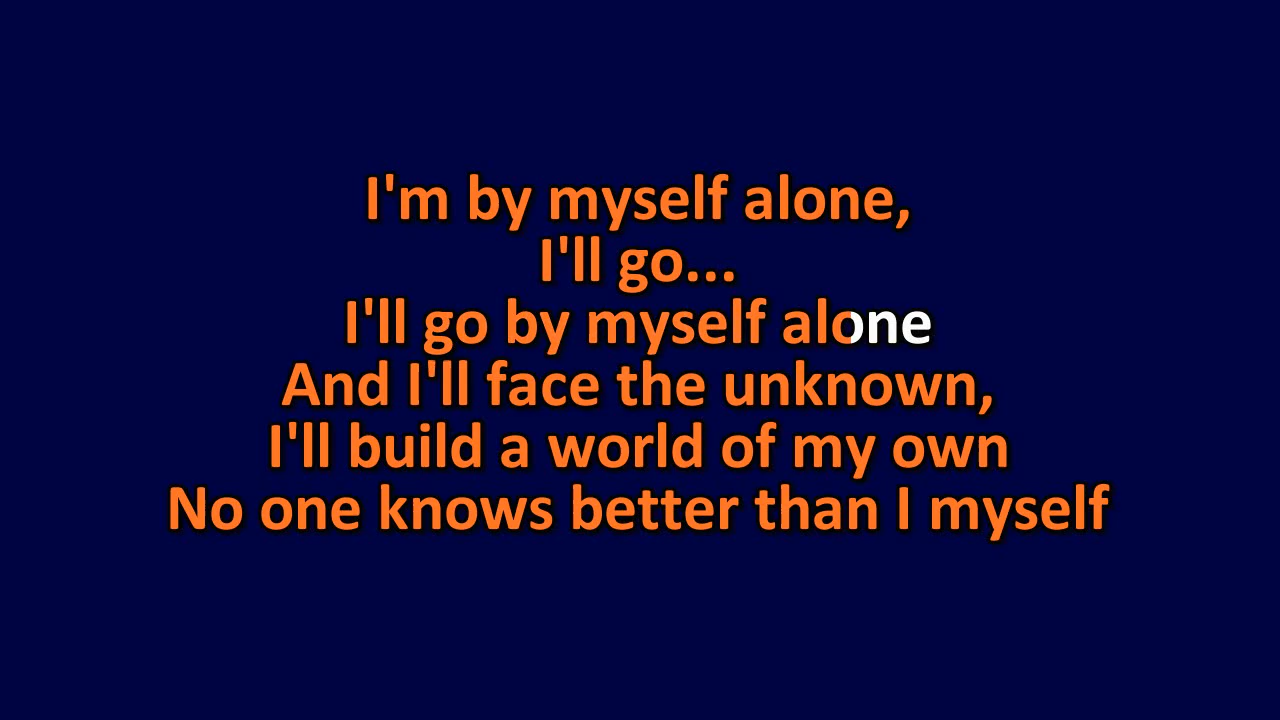 I'm by myself alone,
I'll go...
I'll go by myself alone
And I'll face the unknown,
I'll build a world of my own
No one knows better than I myself